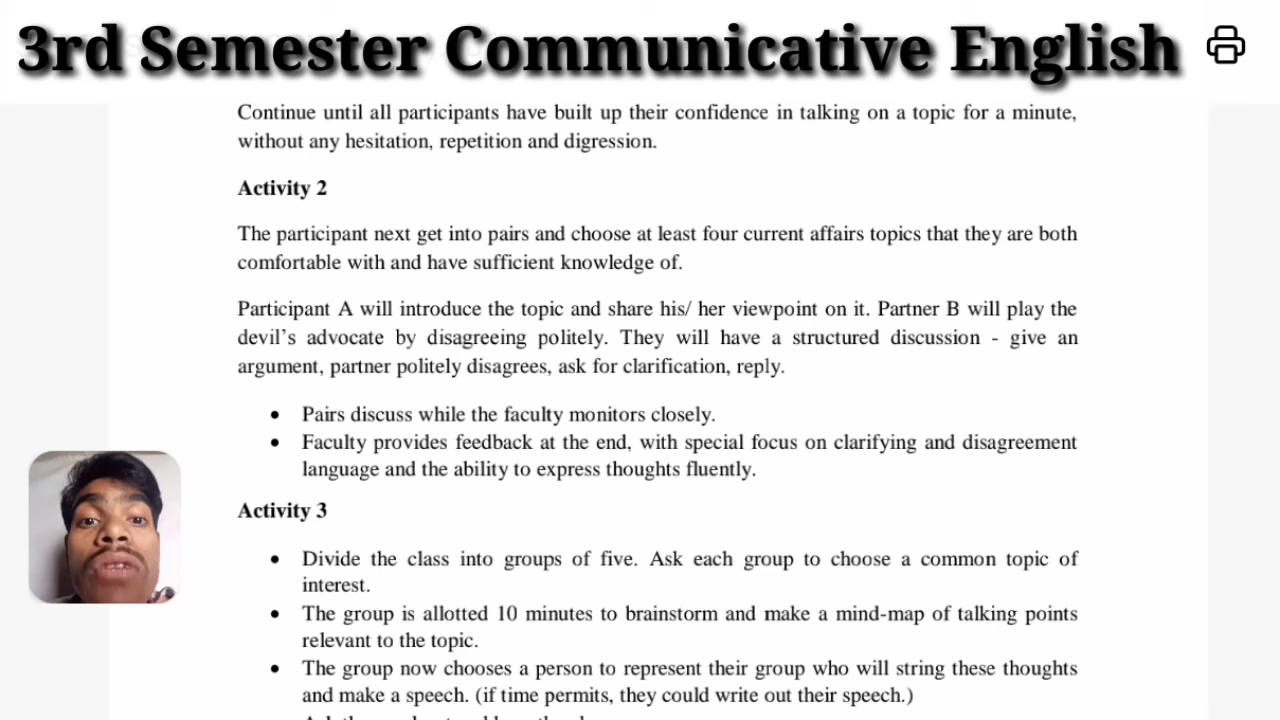 3rd Semester Communicative English
Continue until all participants have built up their confidence in talking on a topic for a minute,
without any hesitation, repetition and digression.
Activity 2
The participant next get into pairs and choose at least four current affairs topics that they are both
comfortable with and have sufficient knowledge of.
Participant A will introduce the topic and share his/ her viewpoint on it. Partner B will play the
devil’s advocate by disagreeing politely. They will have a structured discussion - give an
argument, partner politely disagrees, ask for clarification, reply.
• Pairs discuss while the faculty monitors closely.
• Faculty provides feedback at the end, with special focus on clarifying and disagreement
language and the ability to express thoughts fluently.
Activity 3
• Divide the class into groups of five. Ask each group to choose a common topic of
interest.
• The group is allotted 10 minutes to brainstorm and make a mind-map of talking points
relevant to the topic.
• The group now chooses a person to represent their group who will string these thoughts
and make a speech. (if time permits, they could write out their speech.)